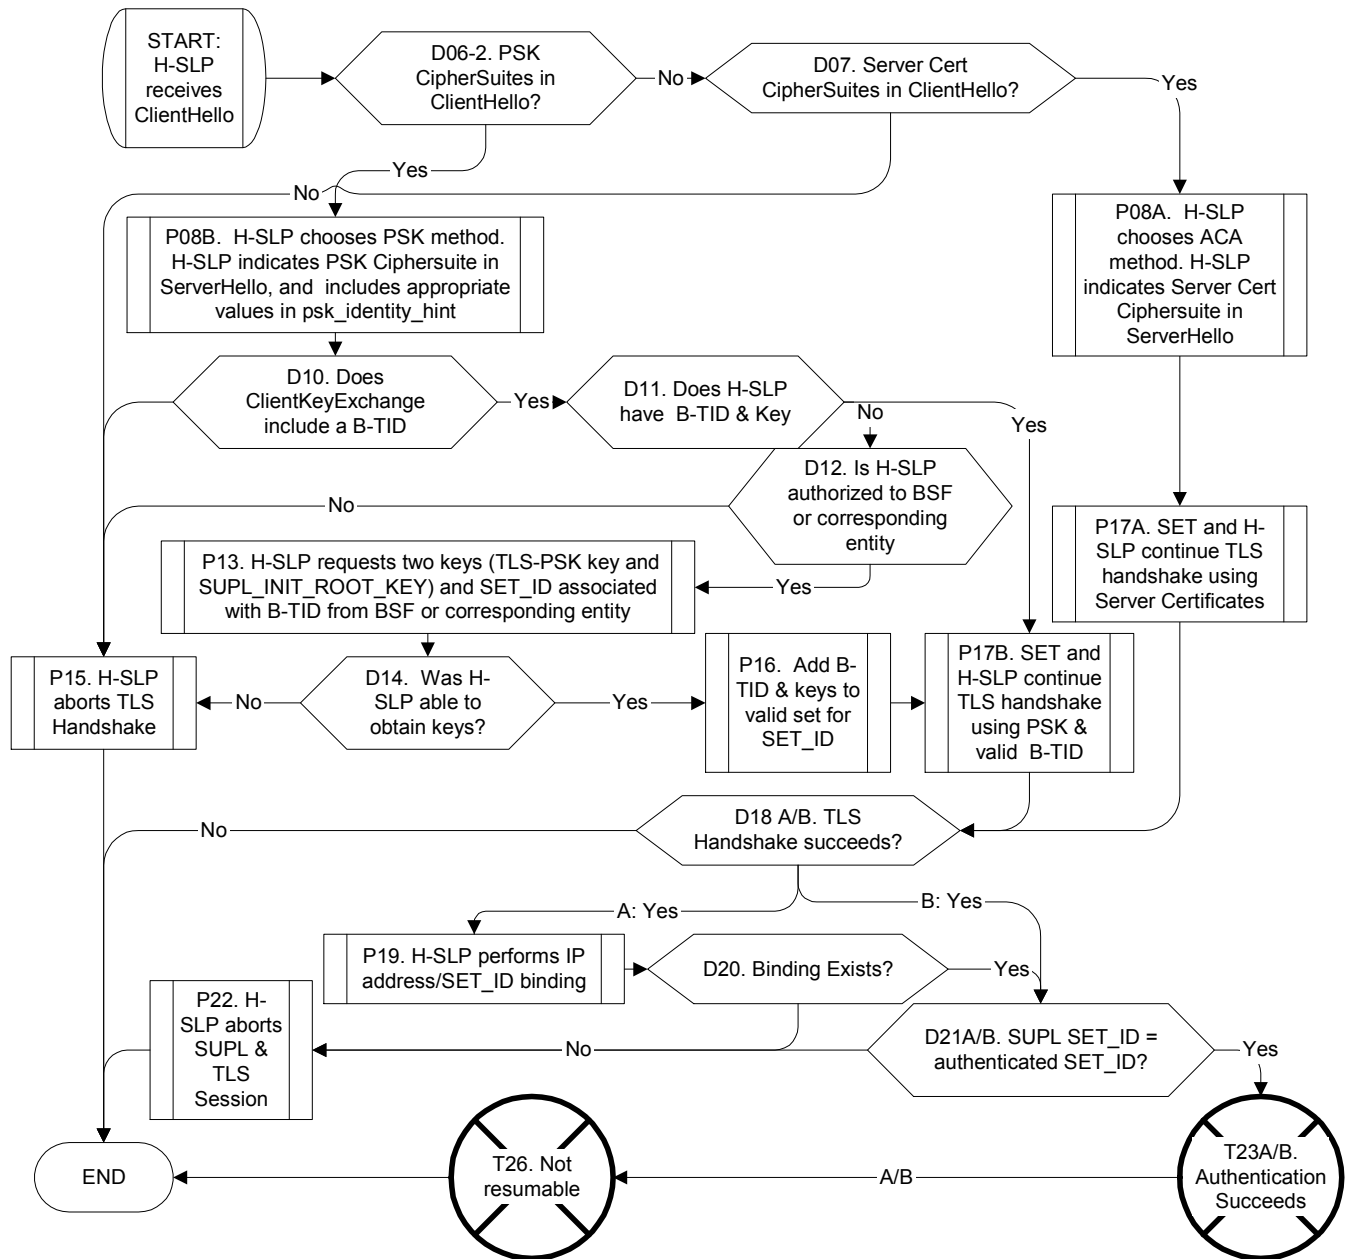 START:
H-SLP
receives
ClientHello
D06-2. PSK
CipherSuites in
ClientHello?
No
D07. Server Cert
CipherSuites in ClientHello?
Yes
Yes
No
P08B. H-SLP chooses PSK method.
H-SLP indicates PSK Ciphersuite in
ServerHello, and includes appropriate
values in psk_identity_hint
P08A. H-SLP
chooses ACA
method. H-SLP
indicates Server Cert
Ciphersuite in
ServerHello
D10. Does
ClientKeyExchange
include a B-TID
Yes
D11. Does H-SLP
have B-TID & Key
No
Yes
D12. Is H-SLP
authorized to BSF
or corresponding
entity
No
Yes
P17A. SET and H-
SLP continue TLS
handshake using
Server Certificates
P13. H-SLP requests two keys (TLS-PSK key and
SUPL_INIT_ROOT_KEY) and SET_ID associated
with B-TID from BSF or corresponding entity
P15. H-SLP
aborts TLS
Handshake
No
D14. Was H-
SLP able to
obtain keys?
Yes
P16. Add B-
TID & keys to
valid set for
SET_ID
P17B. SET and
H-SLP continue
TLS handshake
using PSK &
valid B-TID
No
D18 A/B. TLS
Handshake succeeds?
A: Yes
B: Yes
P19. H-SLP performs IP
address/SET_ID binding
D20. Binding Exists?
Yes
P22. H-
SLP aborts
SUPL &
TLS
Session
No
D21A/B. SUPL SET_ID =
authenticated SET_ID?
Yes
END
T26. Not
resumable
A/B
T23A/B.
Authentication
Succeeds